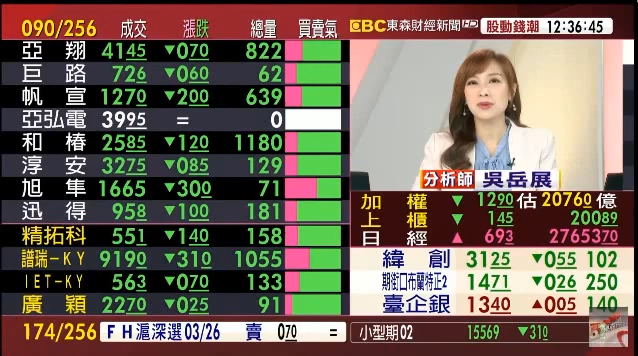 090/256 成交 漲跌 總量 買賣氣
亞翔 4145 ▼070 822
巨路 726 ▼060 62
帆宣 1270 ▼200 639
亞弘電 3995 = 0
和椿 2585 ▼120 1180
淳安 3275 ▼085 129
旭隼 1665 ▼300 71
迅得 958 ▼100 181
精拓科 551 ▼140 158
譜瑞-KY 9190 ▼310 1055
IET-KY 563 ▼070 133
廣穎 2270 ▼025 91
174/256 FH滬深選 03/26 賣 070 =
EBC 東森財經新聞 HD 股動錢潮 12:36:45
分析師 吳岳展
加權 ▼ 1290 估 20760 億
上櫃 ▼ 145 20089
日經 ▲ 693 2765370
緯創 3125 ▼055 102
期街口布蘭特正2 1471 ▼026 250
臺企銀 1340 ▲005 140
小型期02 15569 ▼310